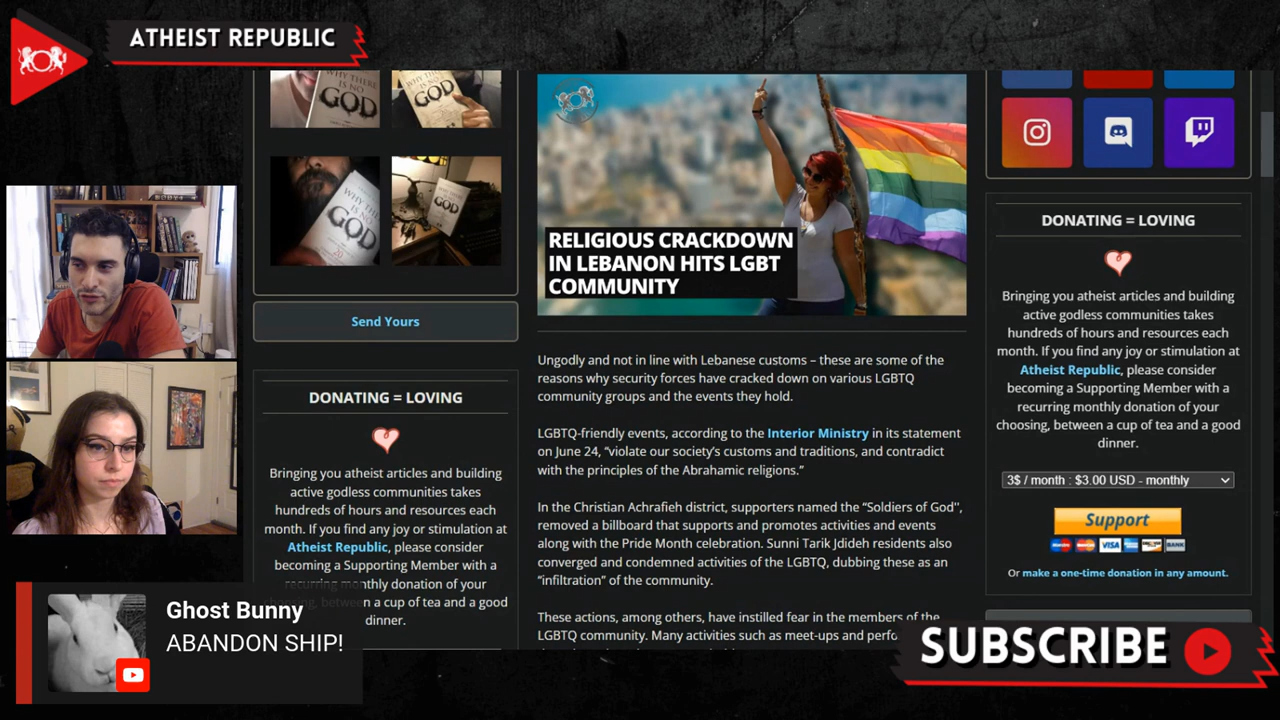 ATHEIST REPUBLIC
WHY THERE
IS NO
GOD
GOD
WHY THERE
IS NO
GOD
20
GOD
Send Yours
DONATING = LOVING
Bringing you atheist articles and building
active godless communities takes
hundreds of hours and resources each
month. If you find any joy or stimulation at
Atheist Republic, please consider
becoming a Supporting Member with a
recurring monthly donation of your
choosing, between a cup of tea and a good
dinner.
RELIGIOUS CRACKDOWN
IN LEBANON HITS LGBT
COMMUNITY
Ungodly and not in line with Lebanese customs – these are some of the
reasons why security forces have cracked down on various LGBTQ
community groups and the events they hold.
LGBTQ-friendly events, according to the Interior Ministry in its statement
on June 24, “violate our society’s customs and traditions, and contradict
with the principles of the Abrahamic religions.”
In the Christian Achrafieh district, supporters named the “Soldiers of God'',
removed a billboard that supports and promotes activities and events
along with the Pride Month celebration. Sunni Tarik Jdideh residents also
converged and condemned activities of the LGBTQ, dubbing these as an
“infiltration” of the community.
These actions, among others, have instilled fear in the members of the
LGBTQ community. Many activities such as meet-ups and perfo
DONATING = LOVING
Bringing you atheist articles and building
active godless communities takes
hundreds of hours and resources each
month. If you find any joy or stimulation at
Atheist Republic, please consider
becoming a Supporting Member with a
recurring monthly donation of your
choosing, between a cup of tea and a good
dinner.
3$ / month : $3.00 USD - monthly
Support
VISA
BANK
Or make a one-time donation in any amount.
Ghost Bunny
ABANDON SHIP!
SUBSCRIBE